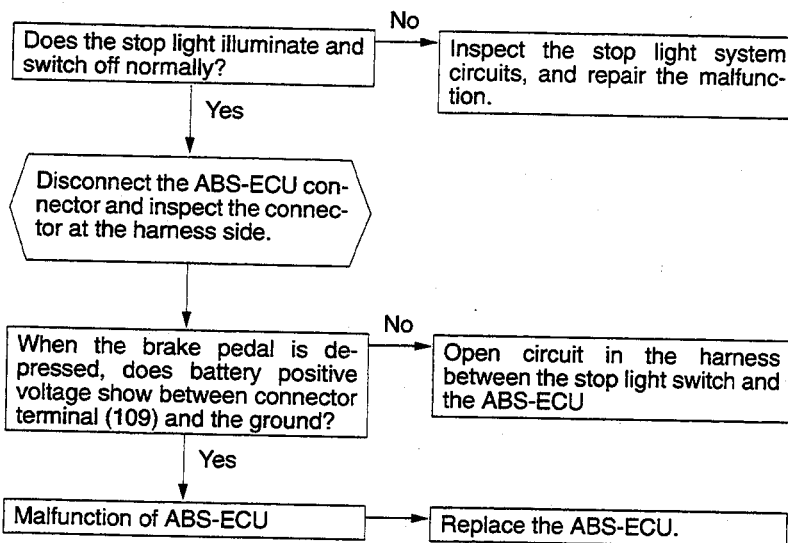 Does the stop light illuminate and
switch off normally?
No
Inspect the stop light system
circuits, and repair the malfunc-
tion.
Yes
Disconnect the ABS-ECU con-
nector and inspect the connec-
tor at the harness side.
When the brake pedal is de-
pressed, does battery positive
voltage show between connector
terminal (109) and the ground?
No
Open circuit in the harness
between the stop light switch and
the ABS-ECU
Yes
Malfunction of ABS-ECU
Replace the ABS-ECU.